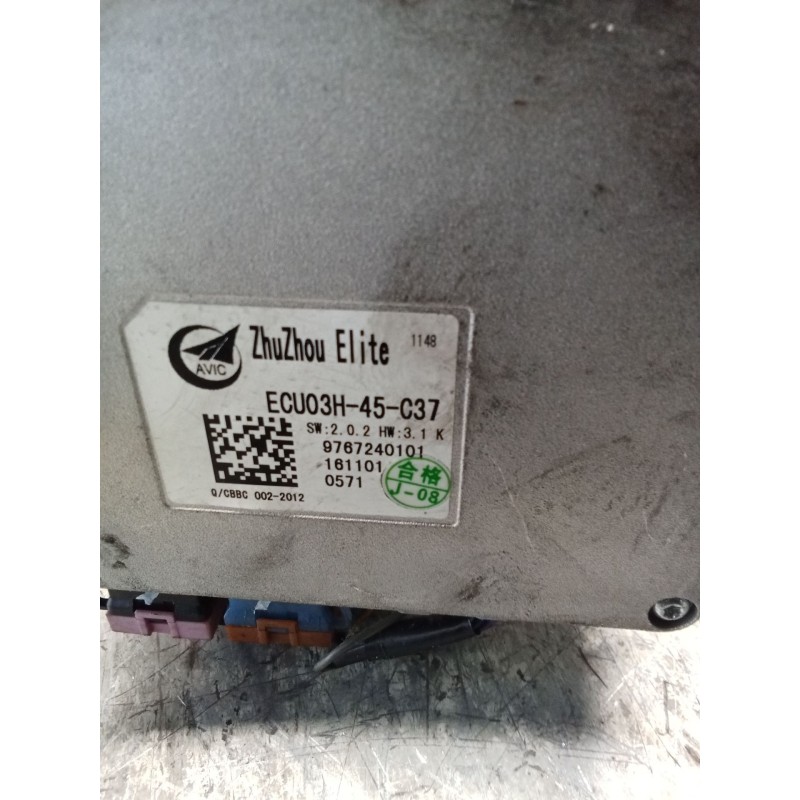 AVIC
ZhuZhou Elite 1148
ECU03H-45-C37
SW:2.0.2 HW:3.1 K
9767240101
161101
0571
合格
J-08
Q/CBBC 002-2012